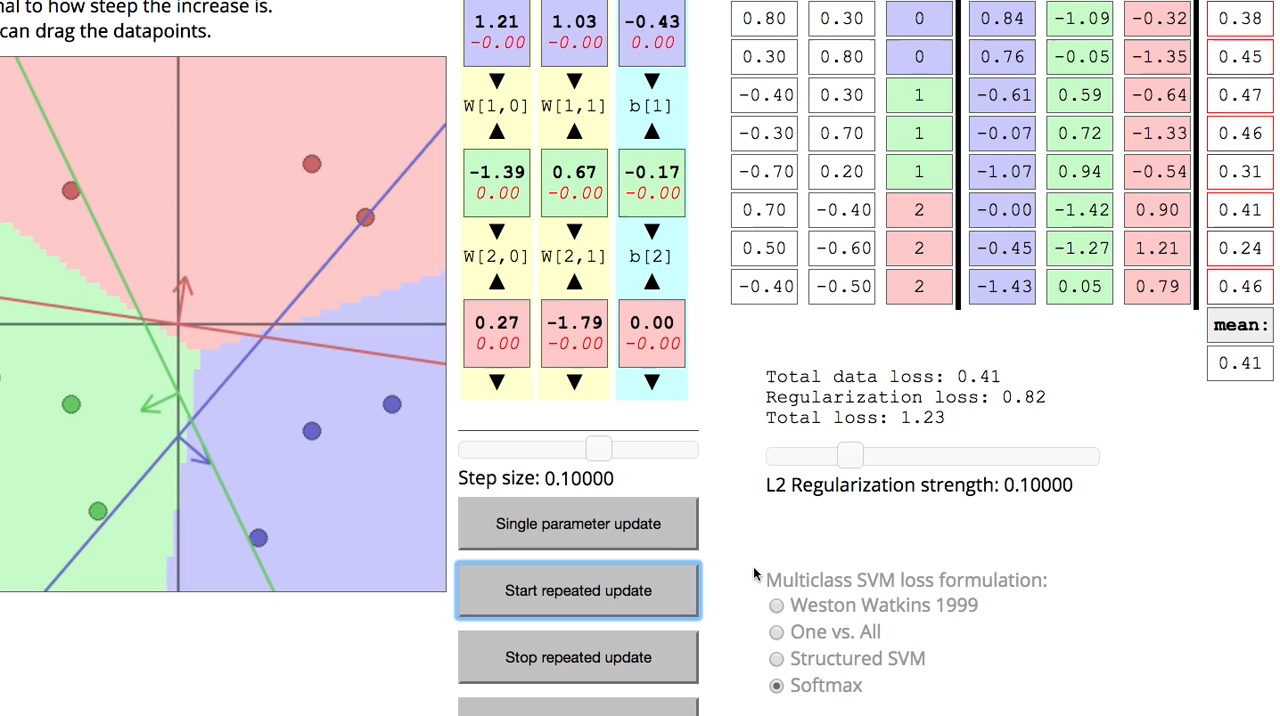 nal to how steep the increase is.
can drag the datapoints.
1.21 1.03 -0.43
-0.00 -0.00 0.00
▼ ▼ ▼
W[1,0] W[1,1] b[1]
▲ ▲ ▲
-1.39 0.67 -0.17
0.00 -0.00 -0.00
▼ ▼ ▼
W[2,0] W[2,1] b[2]
▲ ▲ ▲
0.27 -1.79 0.00
0.00 -0.00 -0.00
▼ ▼ ▼
Step size: 0.10000
Single parameter update
Start repeated update
Stop repeated update
0.80 0.30 0 0.84 -1.09 -0.32 0.38
0.30 0.80 0 0.76 -0.05 -1.35 0.45
-0.40 0.30 1 -0.61 0.59 -0.64 0.47
-0.30 0.70 1 -0.07 0.72 -1.33 0.46
-0.70 0.20 1 -1.07 0.94 -0.54 0.31
0.70 -0.40 2 -0.00 -1.42 0.90 0.41
0.50 -0.60 2 -0.45 -1.27 1.21 0.24
-0.40 -0.50 2 -1.43 0.05 0.79 0.46
mean:
0.41
Total data loss: 0.41
Regularization loss: 0.82
Total loss: 1.23
L2 Regularization strength: 0.10000
Multiclass SVM loss formulation:
Weston Watkins 1999
One vs. All
Structured SVM
Softmax